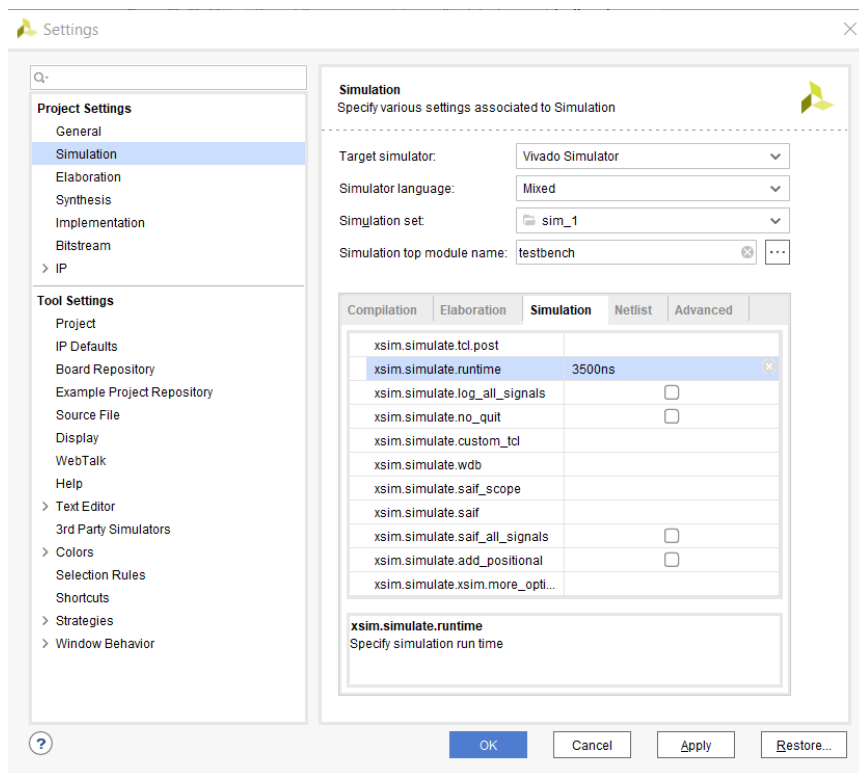 Settings
Project Settings
General
Simulation
Elaboration
Synthesis
Implementation
Bitstream
> IP
Tool Settings
Project
IP Defaults
Board Repository
Example Project Repository
Source File
Display
WebTalk
Help
> Text Editor
3rd Party Simulators
> Colors
Selection Rules
Shortcuts
> Strategies
> Window Behavior
Simulation
Specify various settings associated to Simulation
Target simulator: Vivado Simulator
Simulator language: Mixed
Simulation set: sim_1
Simulation top module name: testbench ...
Compilation Elaboration Simulation Netlist Advanced
xsim.simulate.tcl.post
xsim.simulate.runtime 3500ns
xsim.simulate.log_all_signals
xsim.simulate.no_quit
xsim.simulate.custom_tcl
xsim.simulate.wdb
xsim.simulate.saif_scope
xsim.simulate.saif
xsim.simulate.saif_all_signals
xsim.simulate.add_positional
xsim.simulate.xsim.more_opti...
xsim.simulate.runtime
Specify simulation run time
? OK Cancel Apply Restore...